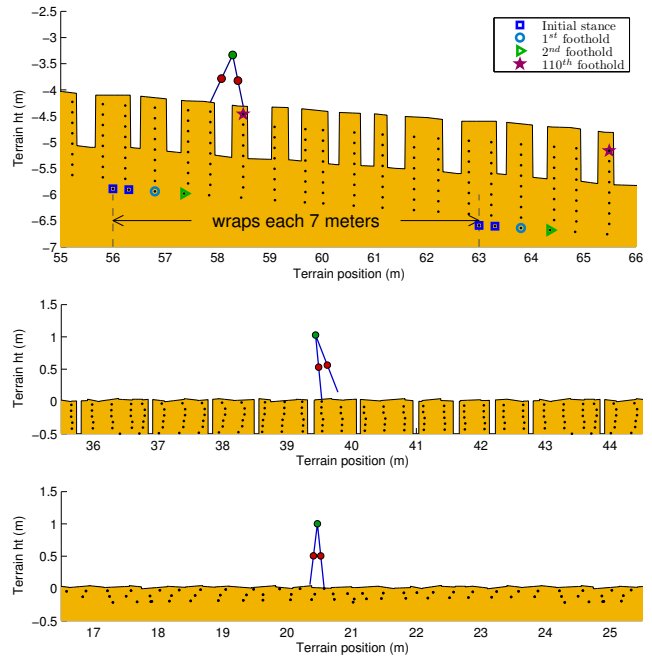 -2.5
-3
-3.5
-4
-4.5
-5
-5.5
-6
-6.5
-7
Terrain ht (m)
Initial stance
1st foothold
2nd foothold
110th foothold
wraps each 7 meters
55 56 57 58 59 60 61 62 63 64 65 66
Terrain position (m)
1.5
1
0.5
0
-0.5
Terrain ht (m)
36 37 38 39 40 41 42 43 44
Terrain position (m)
1.5
1
0.5
0
-0.5
Terrain ht (m)
17 18 19 20 21 22 23 24 25
Terrain position (m)